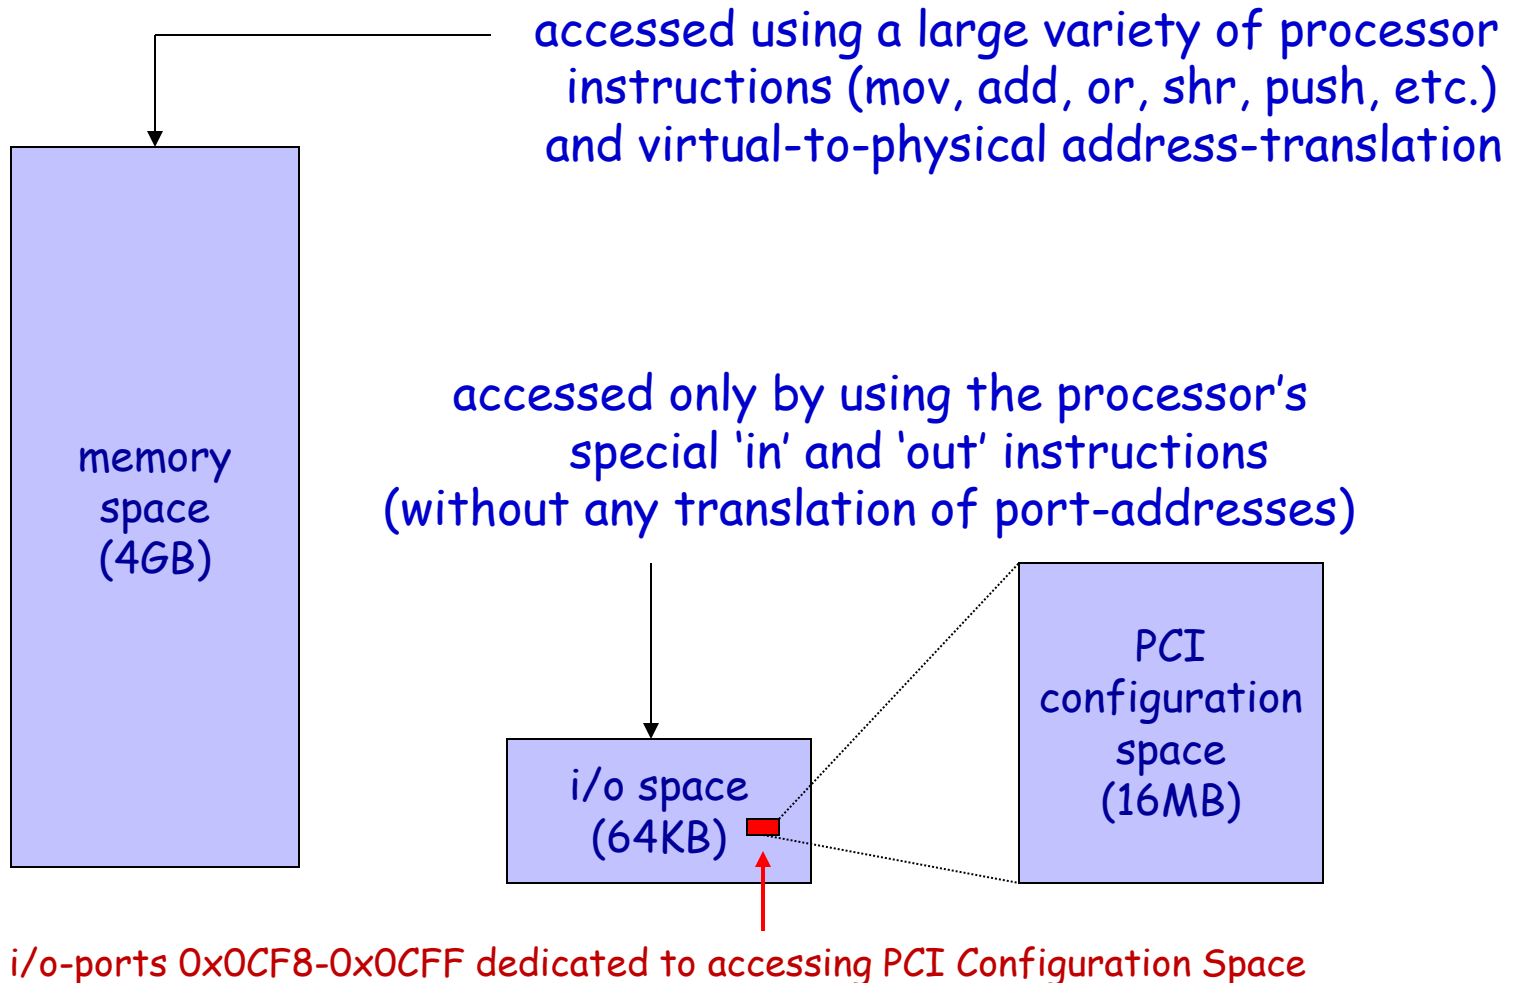 accessed using a large variety of processor
instructions (mov, add, or, shr, push, etc.)
and virtual-to-physical address-translation
memory
space
(4GB)
accessed only by using the processor’s
special ‘in’ and ‘out’ instructions
(without any translation of port-addresses)
i/o space
(64KB)
PCI
configuration
space
(16MB)
i/o-ports 0x0CF8-0x0CFF dedicated to accessing PCI Configuration Space